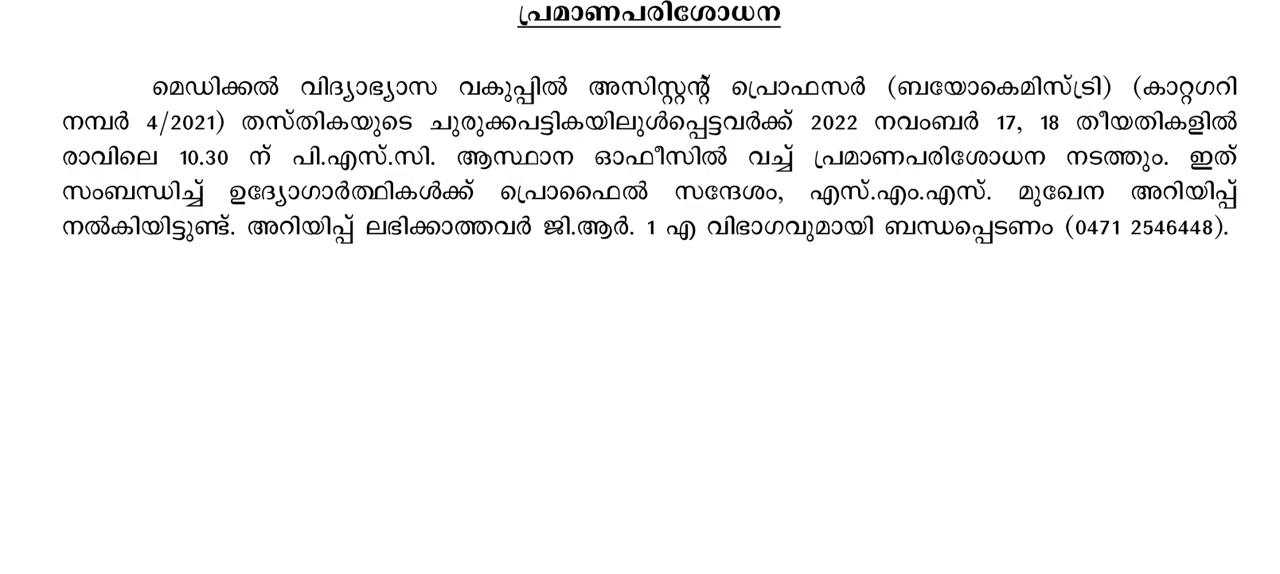 പ്രമാണപരിശോധന
മെഡിക്കൽ വിദ്യാഭ്യാസ വകുപ്പിൽ അസിസ്റ്റന്റ് പ്രൊഫസർ (ബയോകെമിസ്ട്രി) (കാറ്റഗറി
നമ്പർ 4/2021) തസ്തികയുടെ ചുരുക്കപട്ടികയിലുൾപ്പെട്ടവർക്ക് 2022 നവംബർ 17, 18 തീയതികളിൽ
രാവിലെ 10.30 ന് പി.എസ്.സി. ആസ്ഥാന ഓഫീസിൽ വച്ച് പ്രമാണപരിശോധന നടത്തും. ഇത്
സംബന്ധിച്ച് ഉദ്യോഗാർത്ഥികൾക്ക് പ്രൊഫൈൽ സന്ദേശം, എസ്.എം.എസ്. മുഖേന അറിയിപ്പ്
നൽകിയിട്ടുണ്ട്. അറിയിപ്പ് ലഭിക്കാത്തവർ ജി.ആർ. 1 എ വിഭാഗവുമായി ബന്ധപ്പെടണം (0471 2546448).